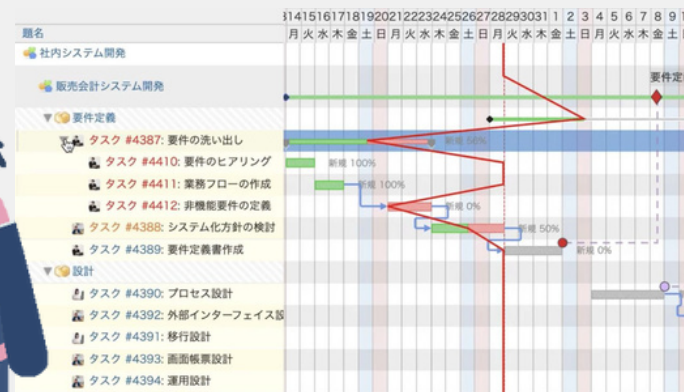 14 15 16 17 18 19 20 21 22 23 24 25 26 27 28 29 30 31 1 2 3 4 5 6 7 8 9
題名 月 火 水 木 金 土 日 月 火 水 木 金 土 日 月 火 水 木 金 土 日 月 火 水 木 金 土
社内システム開発
販売会計システム開発 要件定
要件定義
タスク #4387: 要件の洗い出し 新規
タスク #4410: 要件のヒアリング 新規 100%
タスク #4411: 業務フローの作成 新規 100%
タスク #4412: 非機能要件の定義 新規 0%
タスク #4388: システム化方針の検討 新規 50%
タスク #4389: 要件定義書作成 新規 0%
設計
タスク #4390: プロセス設計
タスク #4392: 外部インターフェイス設
タスク #4391: 移行設計
タスク #4393: 画面帳票設計
タスク #4394: 運用設計